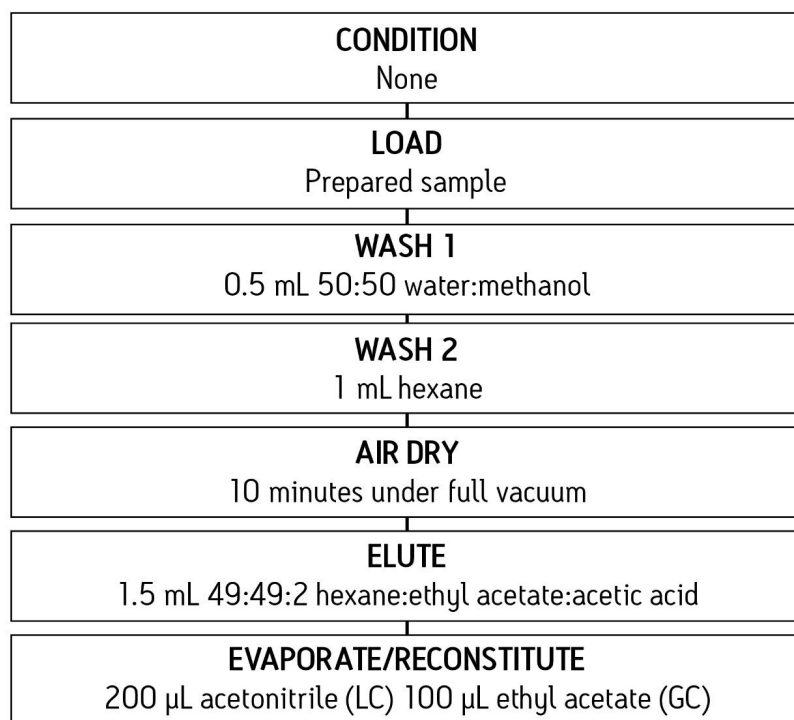 CONDITION
None
LOAD
Prepared sample
WASH 1
0.5 mL 50:50 water:methanol
WASH 2
1 mL hexane
AIR DRY
10 minutes under full vacuum
ELUTE
1.5 mL 49:49:2 hexane:ethyl acetate:acetic acid
EVAPORATE/RECONSTITUTE
200 µL acetonitrile (LC) 100 µL ethyl acetate (GC)